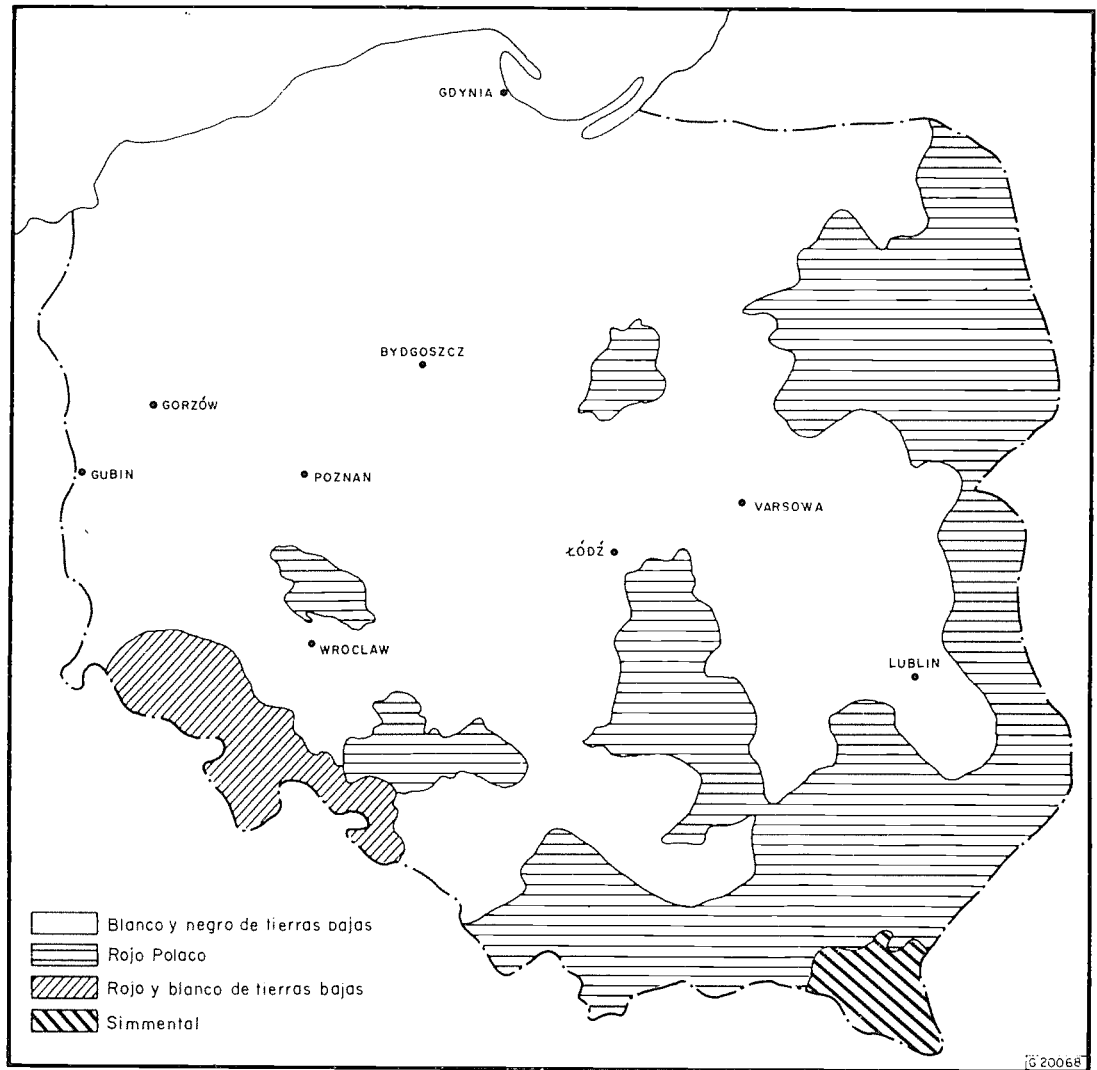 GDYNIA
BYDGOSZCZ
GORZÓW
GUBIN
POZNAN
VARSOWA
ŁÓDŹ
WROCLAW
LUBLIN
Blanco y negro de tierras bajas
Rojo Polaco
Rojo y blanco de tierras bajas
Simmental
G 20068